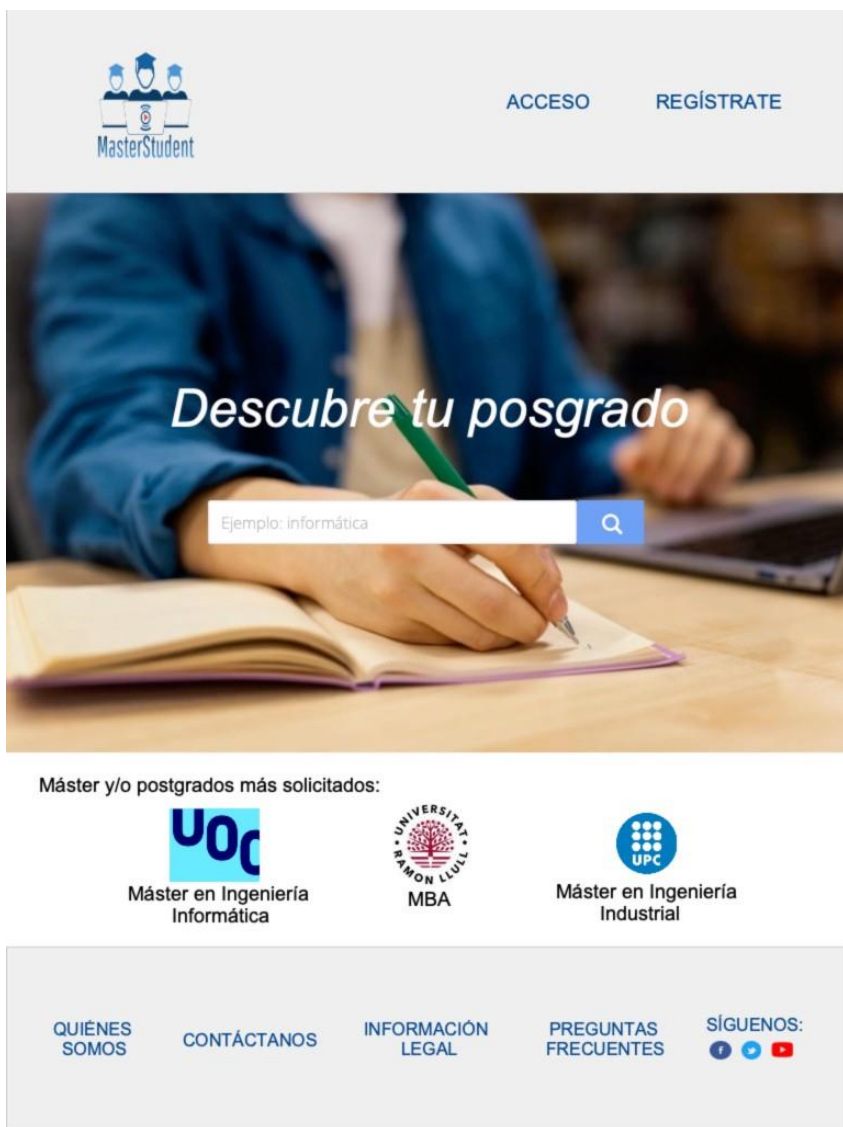 MasterStudent
ACCESO REGÍSTRATE
Descubre tu posgrado
Ejemplo: informática
Máster y/o postgrados más solicitados:
UOC
Máster en Ingeniería
Informática
UNIVERSITAT RAMON LLULL
MBA
UPC
Máster en Ingeniería
Industrial
QUIÉNES
SOMOS
CONTÁCTANOS
INFORMACIÓN
LEGAL
PREGUNTAS
FRECUENTES
SÍGUENOS: